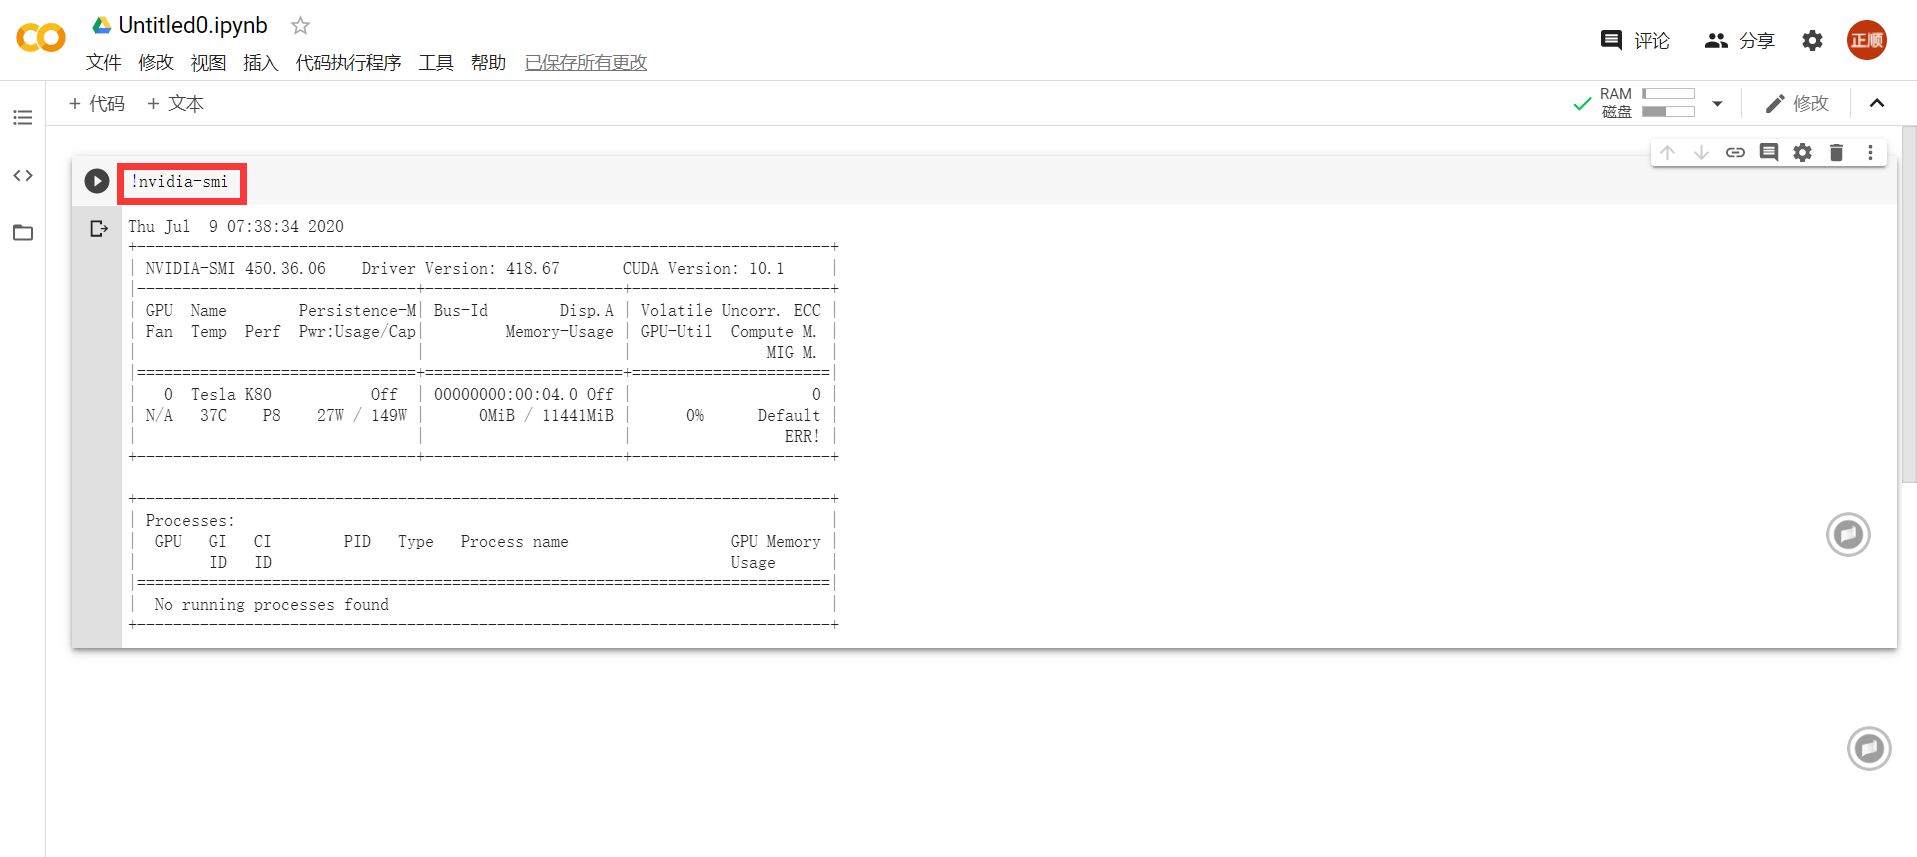 Untitled0.ipynb
评论 分享 正顺
文件 修改 视图 插入 代码执行程序 工具 帮助 已保存所有更改
+ 代码 + 文本
RAM
磁盘
修改
!nvidia-smi
Thu Jul  9 07:38:34 2020
+-----------------------------------------------------------------------------+
| NVIDIA-SMI 450.36.06    Driver Version: 418.67       CUDA Version: 10.1     |
|-------------------------------+----------------------+----------------------+
| GPU  Name        Persistence-M| Bus-Id        Disp.A | Volatile Uncorr. ECC |
| Fan  Temp  Perf  Pwr:Usage/Cap|         Memory-Usage | GPU-Util  Compute M. |
|                               |                      |               MIG M. |
|===============================+======================+======================|
|   0  Tesla K80           Off  | 00000000:00:04.0 Off |                    0 |
| N/A   37C    P8    27W / 149W |      0MiB / 11441MiB |      0%      Default |
|                               |                      |                 ERR! |
+-------------------------------+----------------------+----------------------+
+-----------------------------------------------------------------------------+
| Processes:                                                                  |
|  GPU   GI   CI        PID   Type   Process name                  GPU Memory |
|        ID   ID                                                   Usage      |
|=============================================================================|
|  No running processes found                                                 |
+-----------------------------------------------------------------------------+